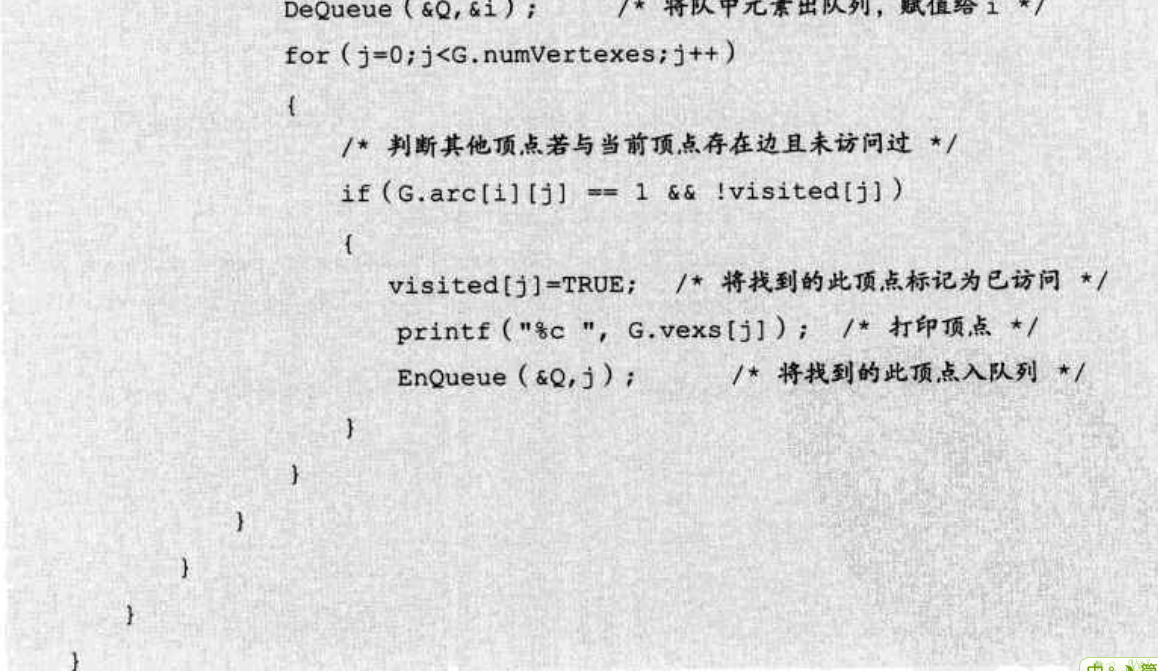 DeQueue(&Q,&i);      /* 将队中元素出队列，赋值给 i */
for(j=0;j<G.numVertexes;j++)
{
/* 判断其他顶点若与当前顶点存在边且未访问过 */
if(G.arc[i][j] == 1 && !visited[j])
{
visited[j]=TRUE;  /* 将找到的此顶点标记为已访问 */
printf("%c ", G.vexs[j]);  /* 打印顶点 */
EnQueue(&Q,j);      /* 将找到的此顶点入队列 */
}
}
}
}
}
}